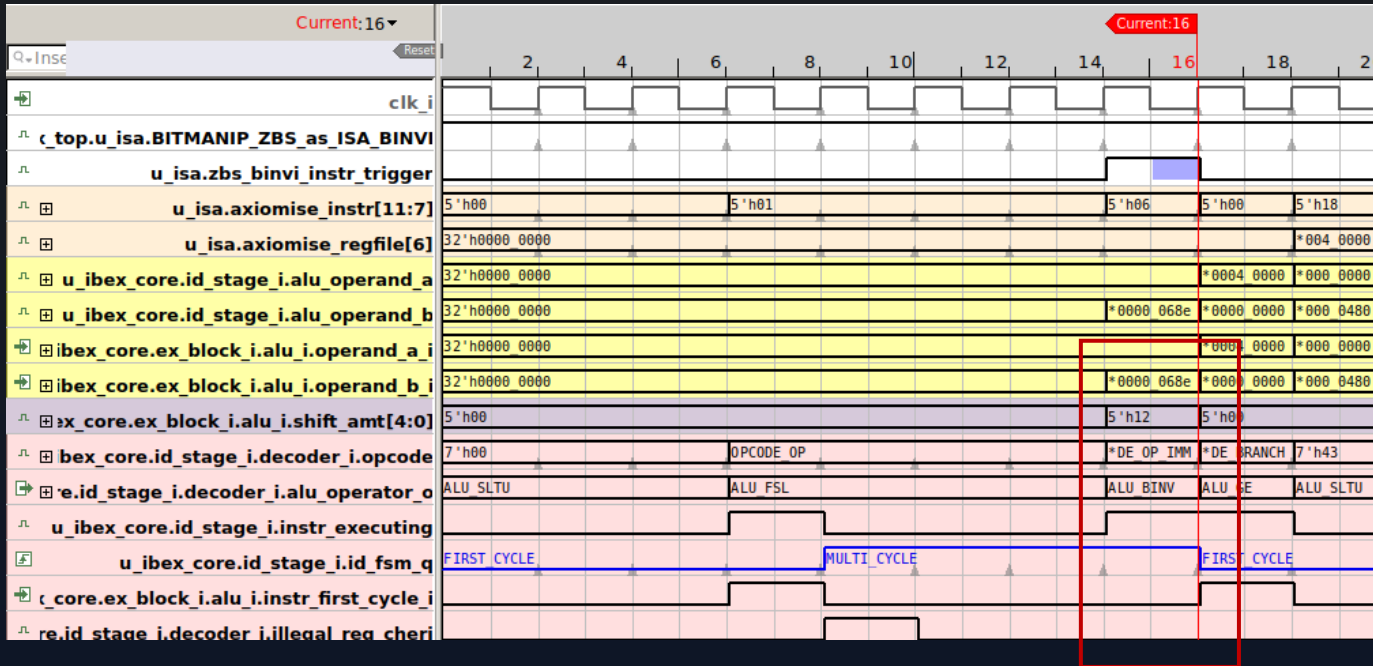 Current:16
Current:16
Inse
Reset
2 4 6 8 10 12 14 16 18 2
clk_i
_top.u_isa.BITMANIP_ZBS_as_ISA_BINVI
u_isa.zbs_binvi_instr_trigger
u_isa.axiomise_instr[11:7] 5'h00 5'h01 5'h06 5'h00 5'h18
u_isa.axiomise_regfile[6] 32'h0000_0000 *004_0000
u_ibex_core.id_stage_i.alu_operand_a 32'h0000_0000 *0004_0000 *000_0000
u_ibex_core.id_stage_i.alu_operand_b 32'h0000_0000 *0000_068e *0000_0000 *000_0480
ibex_core.ex_block_i.alu_i.operand_a_i 32'h0000_0000 *0004_0000 *000_0000
ibex_core.ex_block_i.alu_i.operand_b_i 32'h0000_0000 *0000_068e *0000_0000 *000_0480
ex_core.ex_block_i.alu_i.shift_amt[4:0] 5'h00 5'h12 5'h00
ibex_core.id_stage_i.decoder_i.opcode 7'h00 OPCODE_OP *DE_OP_IMM *DE_BRANCH 7'h43
re.id_stage_i.decoder_i.alu_operator_o ALU_SLTU ALU_FSL ALU_BINV ALU_GE ALU_SLTU
u_ibex_core.id_stage_i.instr_executing
u_ibex_core.id_stage_i.id_fsm_q FIRST_CYCLE MULTI_CYCLE FIRST_CYCLE
_core.ex_block_i.alu_i.instr_first_cycle_i
re.id_stage_i.decoder_i.illegal_reg_cheri